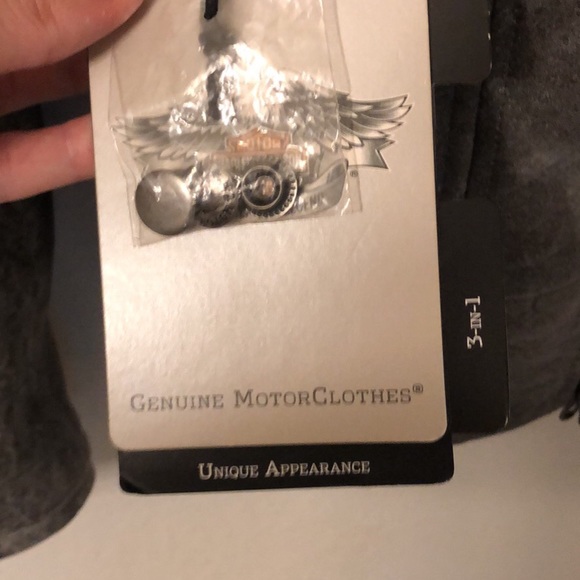 ®
3-IN-1
GENUINE MOTORCLOTHES®
UNIQUE APPEARANCE